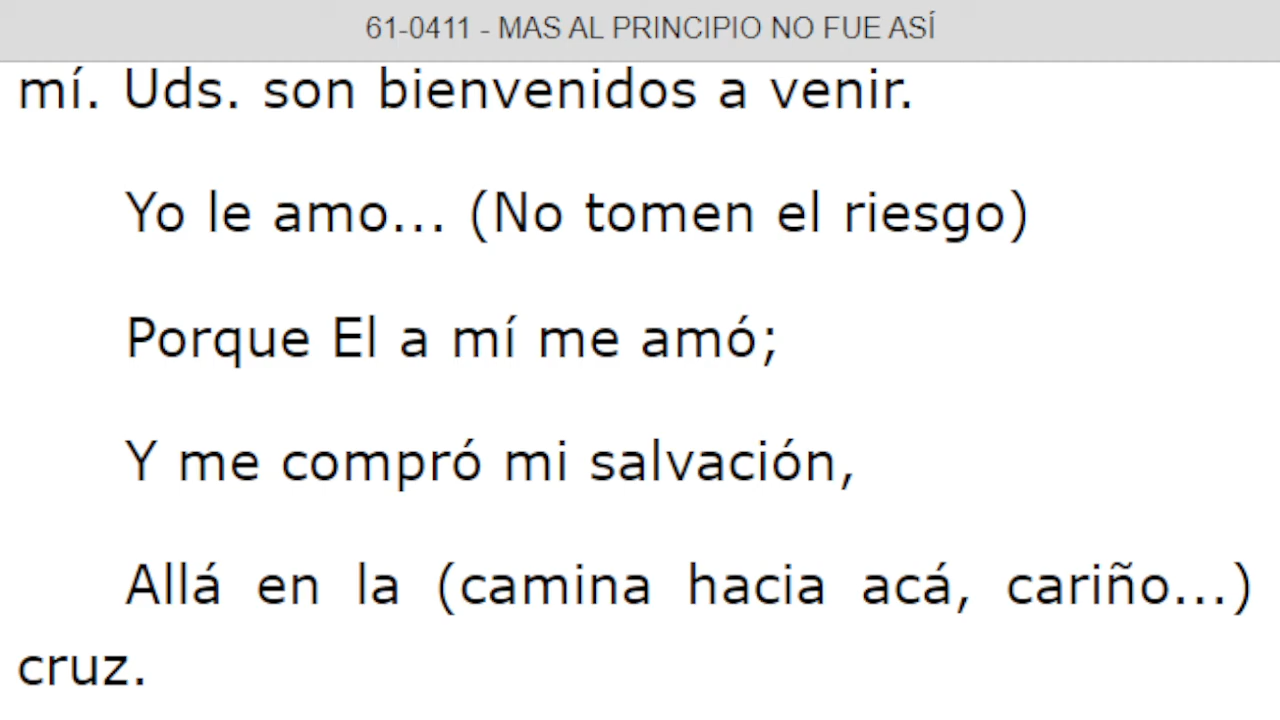 61-0411 - MAS AL PRINCIPIO NO FUE ASÍ
mí. Uds. son bienvenidos a venir.
Yo le amo... (No tomen el riesgo)
Porque El a mí me amó;
Y me compró mi salvación,
Allá en la (camina hacia acá, cariño...)
cruz.